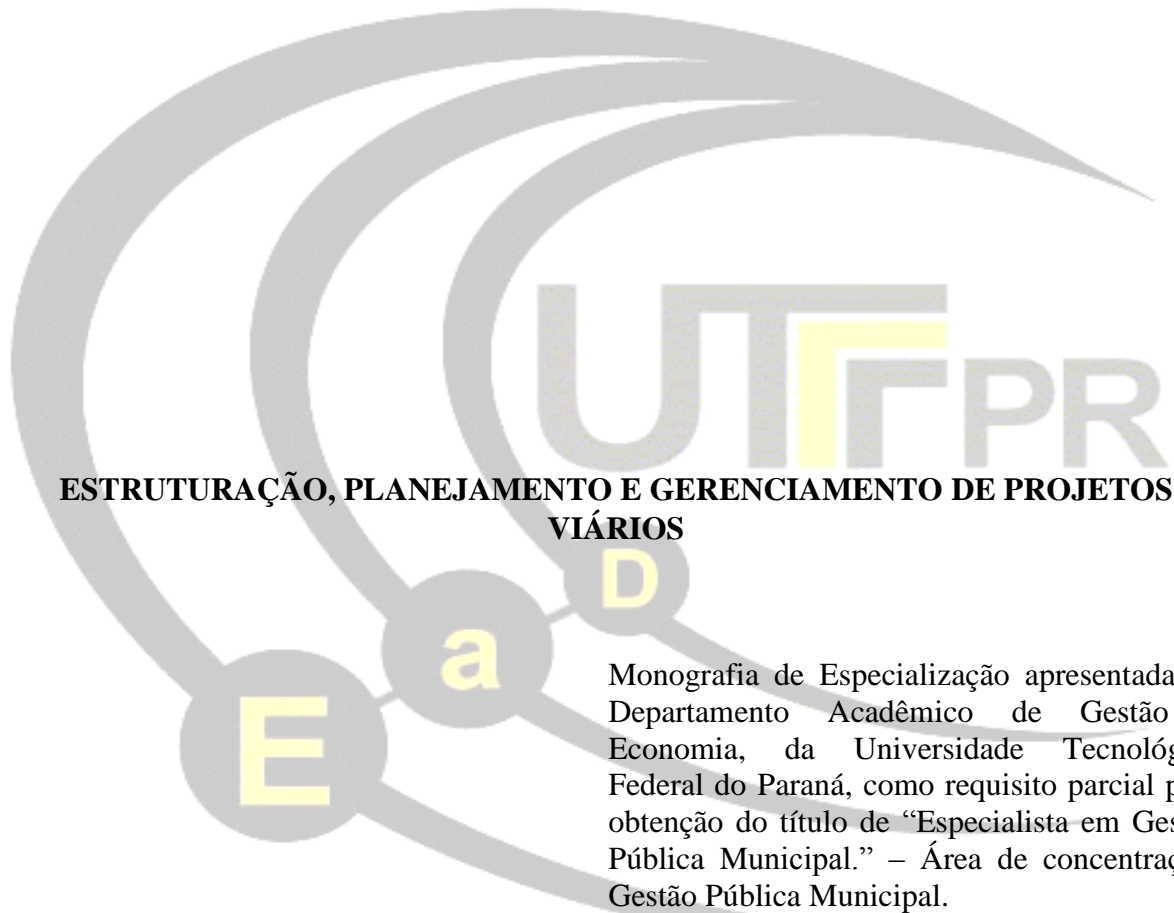 UTFPR
ESTRUTURAÇÃO, PLANEJAMENTO E GERENCIAMENTO DE PROJETOS
VIÁRIOS
D
a
E
Monografia de Especialização apresentada
Departamento Acadêmico de Gestão
Economia, da Universidade
Federal do Paraná, como requisito parcial
obtenção do título de “Especialista em
Pública Municipal.” – Área de
Gestão Pública Municipal.